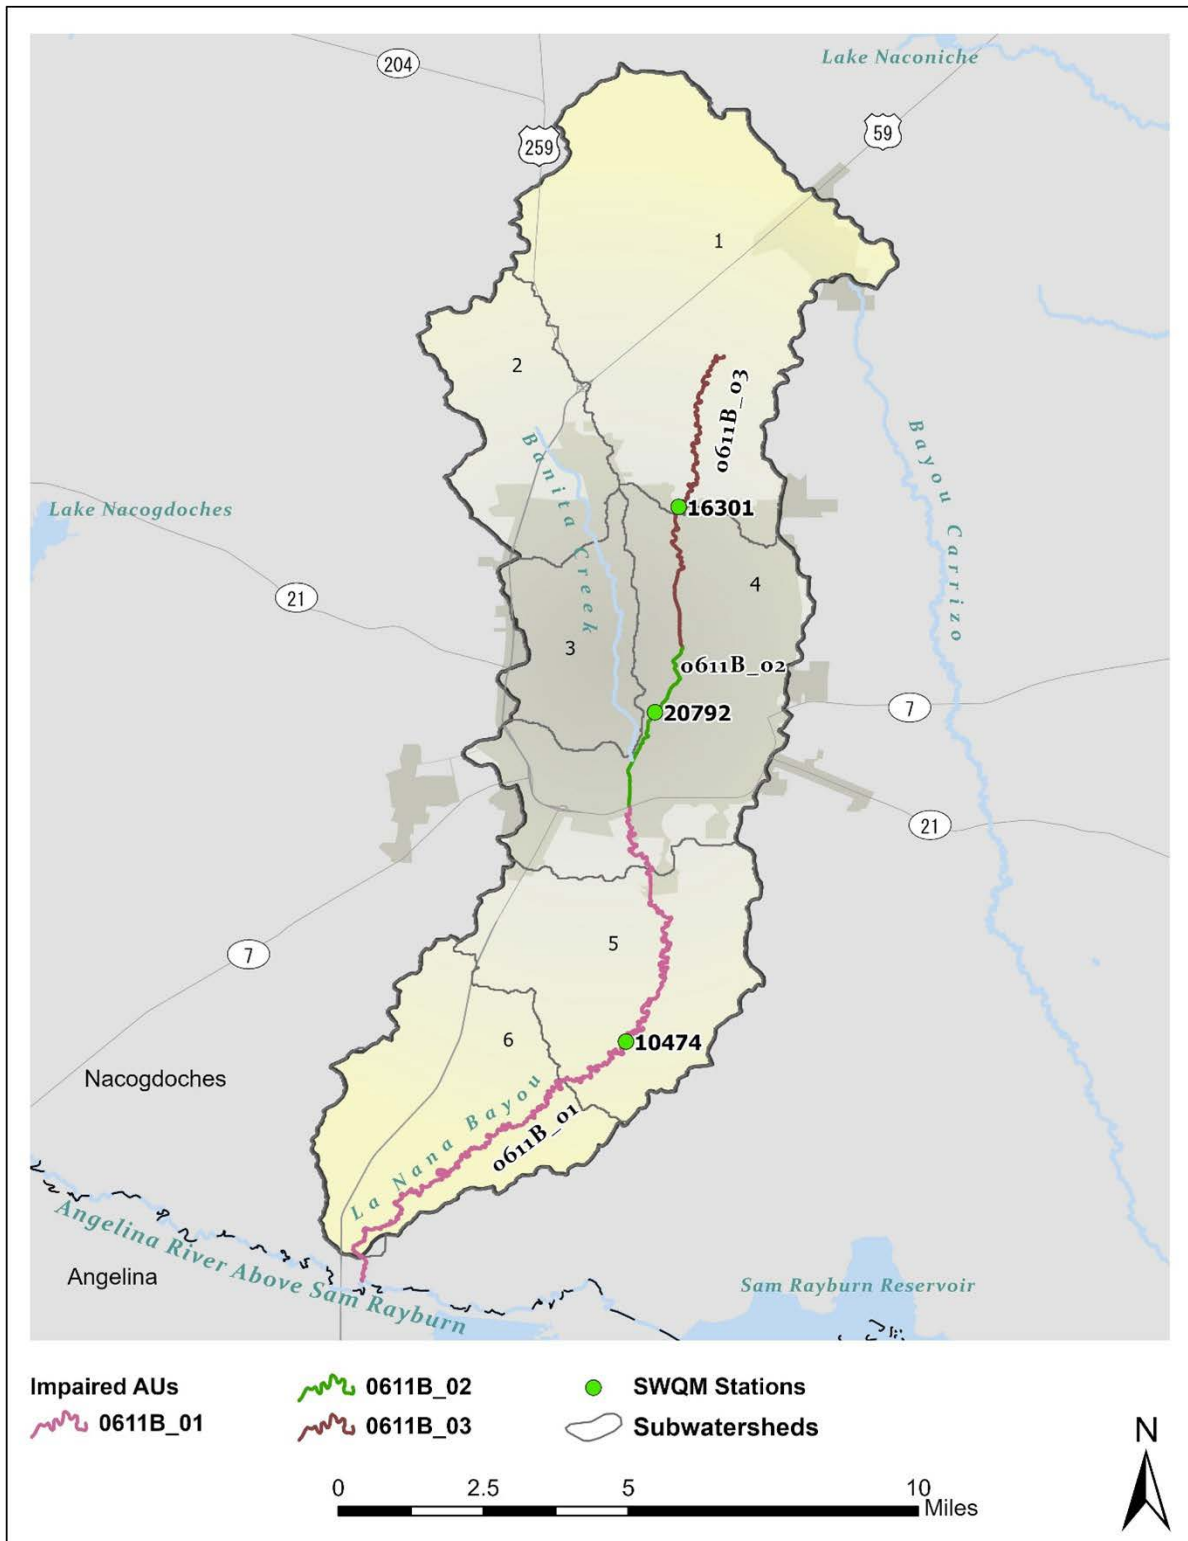 Lake Naconiche
204
259
59
1
2
0611B_03
Banita Creek
Bayou Carrizo
Lake Nacogdoches
16301
21
4
3
0611B_02
20792
7
21
7
5
6
10474
Nacogdoches
La Nana Bayou
0611B_01
Angelina River Above Sam Rayburn
Angelina
Sam Rayburn Reservoir
Impaired AUs
0611B_01
0611B_02
0611B_03
SWQM Stations
Subwatersheds
N
0 2.5 5 10
Miles